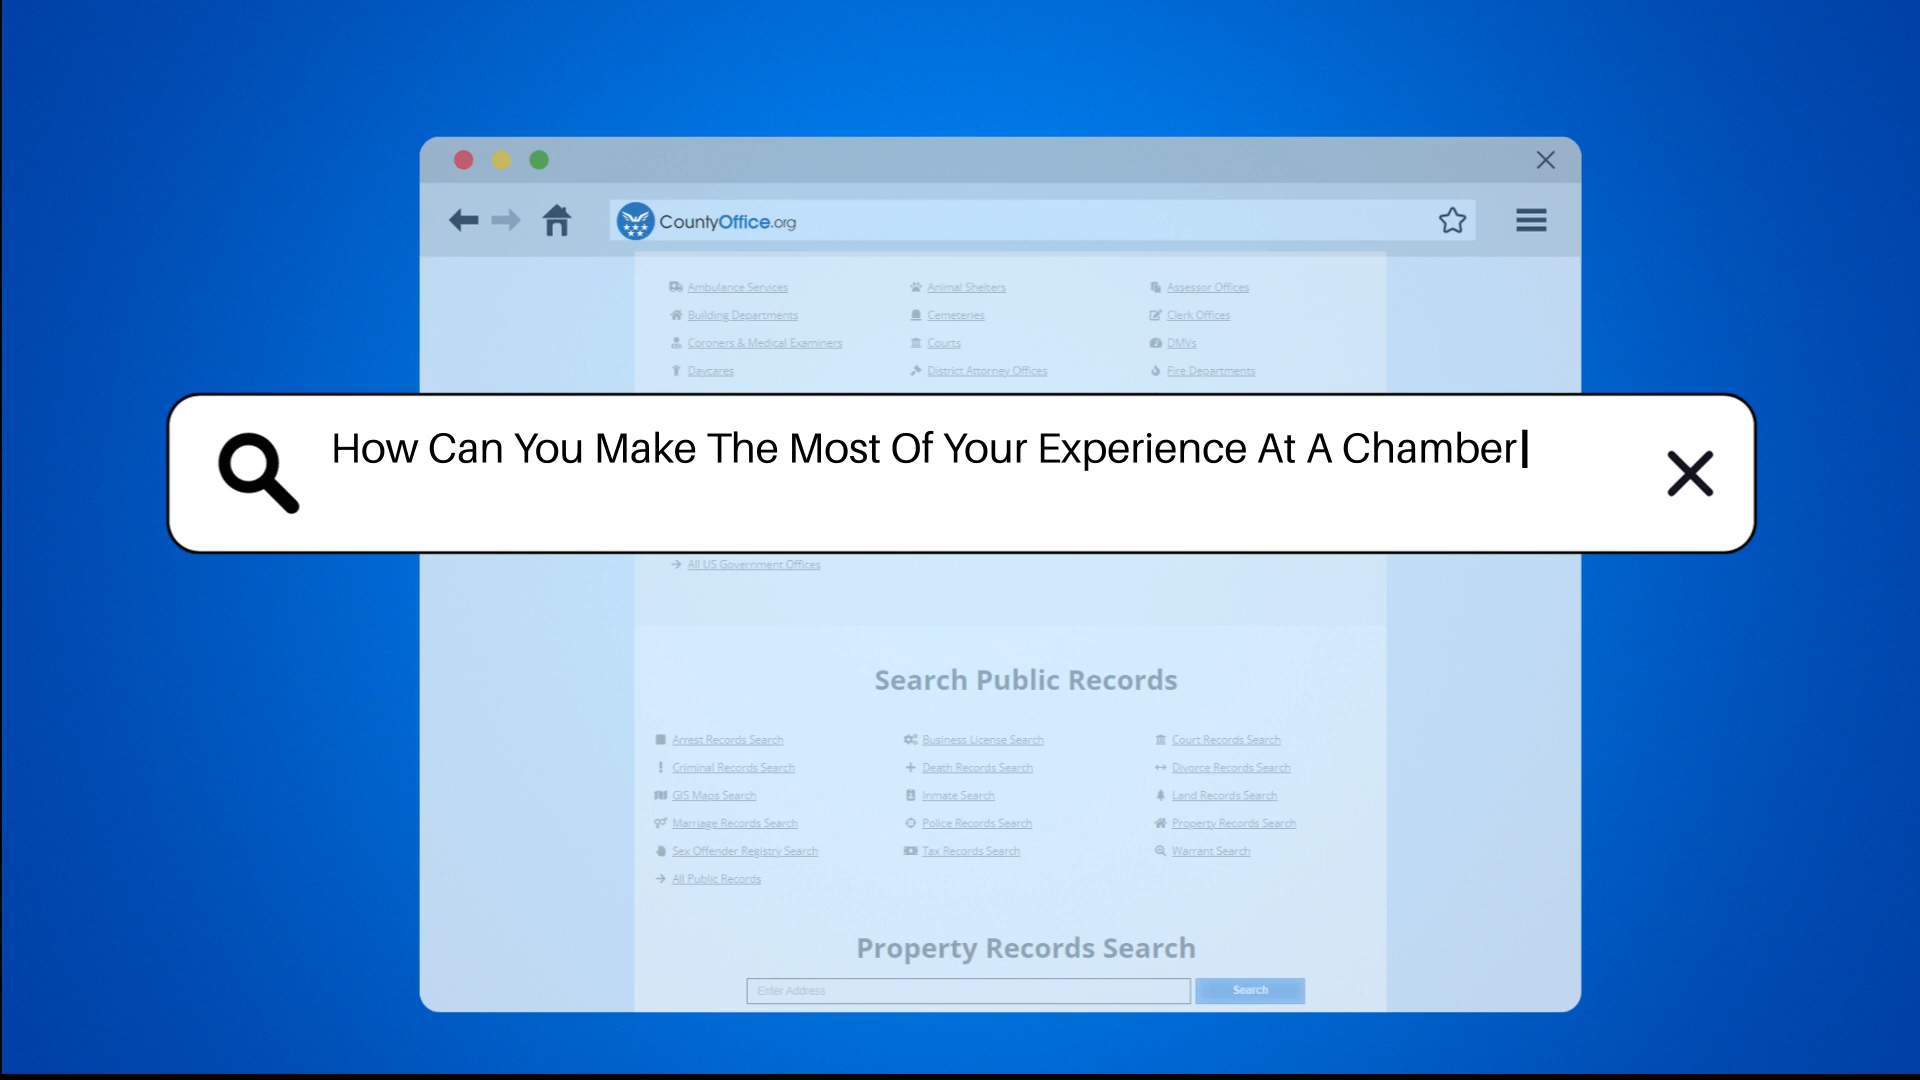 CountyOffice.org
Ambulance Services Animal Shelters Assessor Offices
Building Departments Cemeteries Clerk Offices
Coroners & Medical Examiners Courts DMVs
Daycares District Attorney Offices Fire Departments
How Can You Make The Most Of Your Experience At A Chamber
All US Government Offices
Search Public Records
Arrest Records Search Business License Search Court Records Search
Criminal Records Search Death Records Search Divorce Records Search
GIS Maps Search Inmate Search Land Records Search
Marriage Records Search Police Records Search Property Records Search
Sex Offender Registry Search Tax Records Search Warrant Search
All Public Records
Property Records Search
Enter Address Search